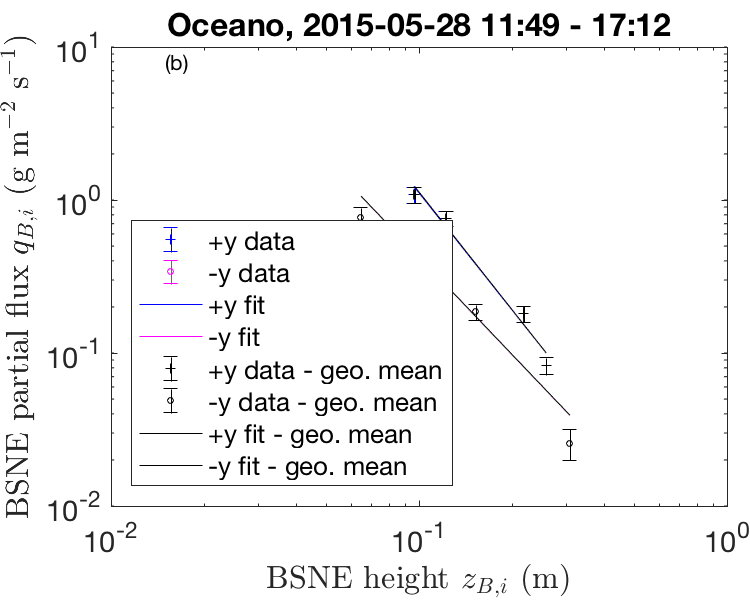 Oceano, 2015-05-28 11:49 - 17:12
(b)
BSNE partial flux q_{B,i} (g m^{-2} s^{-1})
10^1
10^0
10^{-1}
10^{-2}
+y data
-y data
+y fit
-y fit
+y data - geo. mean
-y data - geo. mean
+y fit - geo. mean
-y fit - geo. mean
10^{-2}
10^{-1}
10^0
BSNE height z_{B,i} (m)